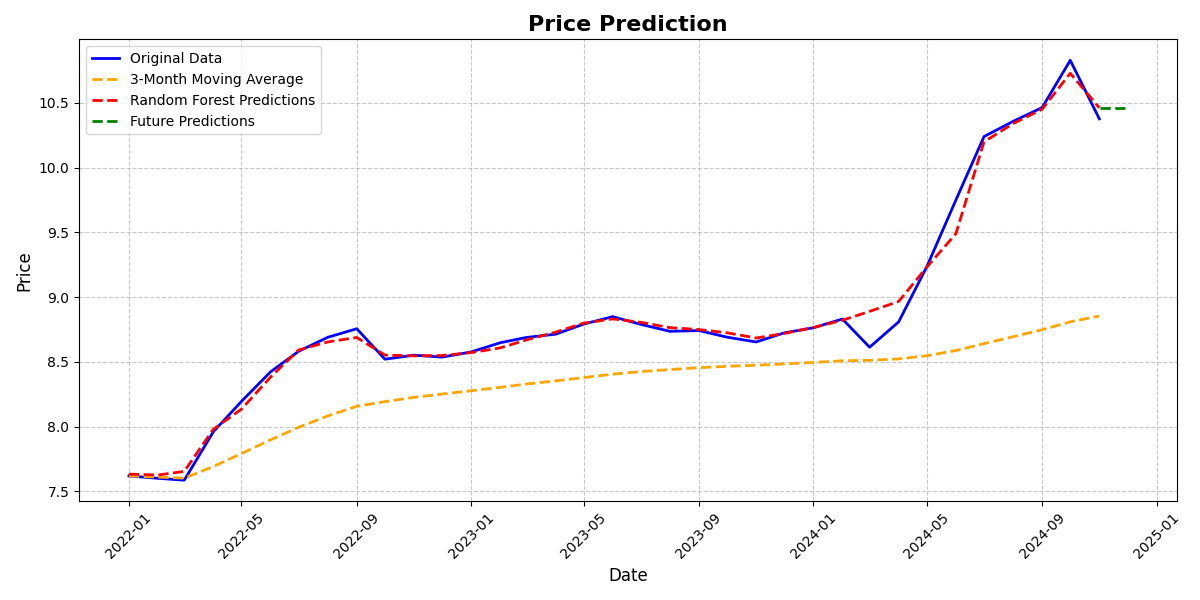 Price Prediction
Original Data
3-Month Moving Average
Random Forest Predictions
Future Predictions
Price
10.5
10.0
9.5
9.0
8.5
8.0
7.5
2022-01
2022-05
2022-09
2023-01
2023-05
2023-09
2024-01
2024-05
2024-09
2025-01
Date